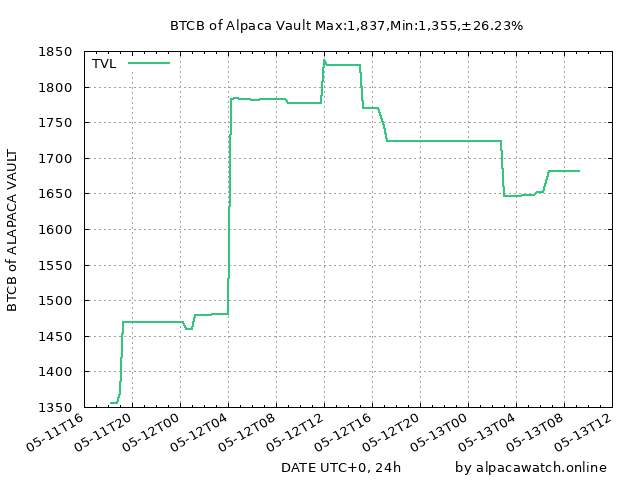 BTCB of Alpaca Vault Max:1,837,Min:1,355,±26.23%
TVL
BTCB of ALAPACA VAULT
1850
1800
1750
1700
1650
1600
1550
1500
1450
1400
1350
05-11T16
05-11T20
05-12T00
05-12T04
05-12T08
05-12T12
05-12T16
05-12T20
05-13T00
05-13T04
05-13T08
05-13T12
DATE UTC+0, 24h
by alpacawatch.online